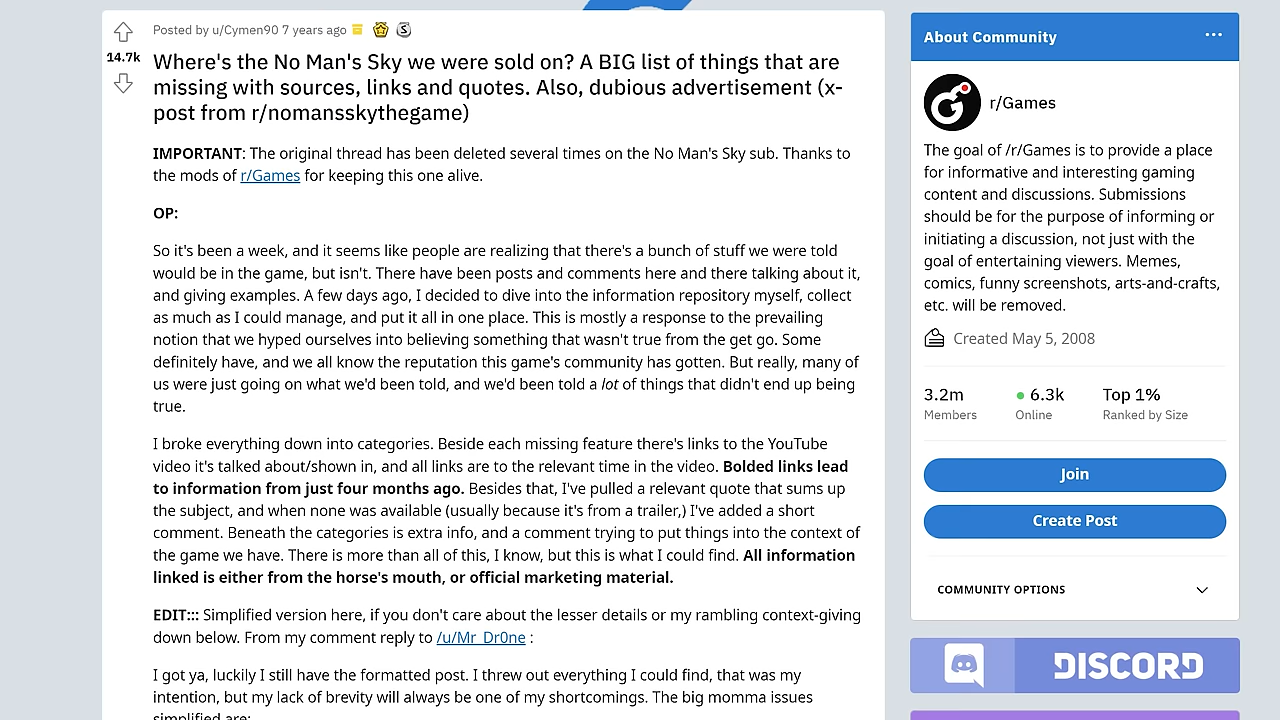 Posted by u/Cymen90 7 years ago
14.7k
Where's the No Man's Sky we were sold on? A BIG list of things that are
missing with sources, links and quotes. Also, dubious advertisement (x-
post from r/nomansskythegame)
IMPORTANT: The original thread has been deleted several times on the No Man's Sky sub. Thanks to
the mods of r/Games for keeping this one alive.
OP:
So it's been a week, and it seems like people are realizing that there's a bunch of stuff we were told
would be in the game, but isn't. There have been posts and comments here and there talking about it,
and giving examples. A few days ago, I decided to dive into the information repository myself, collect
as much as I could manage, and put it all in one place. This is mostly a response to the prevailing
notion that we hyped ourselves into believing something that wasn't true from the get go. Some
definitely have, and we all know the reputation this game's community has gotten. But really, many of
us were just going on what we'd been told, and we'd been told a lot of things that didn't end up being
true.
I broke everything down into categories. Beside each missing feature there's links to the YouTube
video it's talked about/shown in, and all links are to the relevant time in the video. Bolded links lead
to information from just four months ago. Besides that, I've pulled a relevant quote that sums up
the subject, and when none was available (usually because it's from a trailer,) I've added a short
comment. Beneath the categories is extra info, and a comment trying to put things into the context of
the game we have. There is more than all of this, I know, but this is what I could find. All information
linked is either from the horse's mouth, or official marketing material.
EDIT::: Simplified version here, if you don't care about the lesser details or my rambling context-giving
down below. From my comment reply to /u/Mr_Dr0ne :
I got ya, luckily I still have the formatted post. I threw out everything I could find, that was my
intention, but my lack of brevity will always be one of my shortcomings. The big momma issues
simplified are:
About Community
r/Games
The goal of /r/Games is to provide a place
for informative and interesting gaming
content and discussions. Submissions
should be for the purpose of informing or
initiating a discussion, not just with the
goal of entertaining viewers. Memes,
comics, funny screenshots, arts-and-crafts,
etc. will be removed.
Created May 5, 2008
3.2m 6.3k Top 1%
Members Online Ranked by Size
Join
Create Post
COMMUNITY OPTIONS
DISCORD